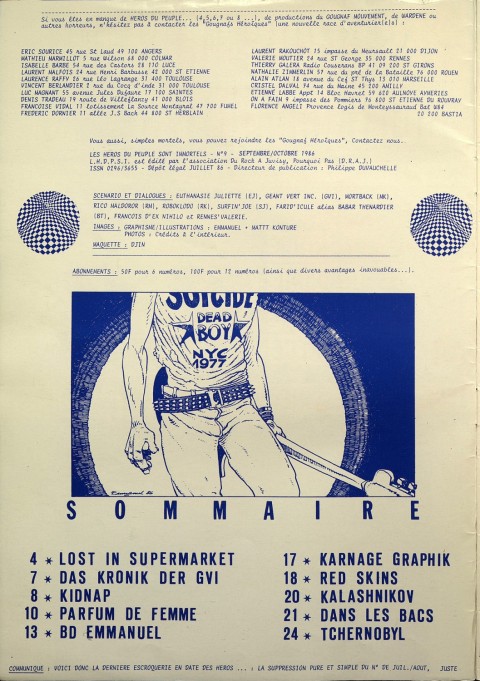 Si vous êtes en manque de HEROS DU PEUPLE... (4,5,6,7 ou 8 ...), de productions du GOUGNAF MOUVEMENT, de WARDENE ou
autres horreurs, n'hésitez pas à contacter les "Gougnafs Héroïques" (une nouvelle race d'aventurier(e)s) :
ERIC SOURICE 45 rue St Laud 49 100 ANGERS
MATHIEU MARWILLOT 5 rue Wilson 68 000 COLMAR
ISABELLE BARBE 54 rue des Castors 28 110 LUCE
LAURENT MALFOIS 24 rue Henri Barbusse 42 000 ST ETIENNE
LAURENCE RAFFY 26 rue Léo Lagrange 31 400 TOULOUSE
VINCENT BERLANDIER 2 rue du Cocq d'inde 31 000 TOULOUSE
LUC MAGNANT 55 avenue Jules Dufaure 17 100 SAINTES
DENIS TRADEAU 19 route de Villefrancoeur 41 000 BLOIS
FRANCOISE VIDAL 11 lotissement La Source Montayral 47 500 FUMEL
FREDERIC DORNIER 11 allée J.S Bach 44 800 ST HERBLAIN
LAURENT RAKOUCHOT 15 impasse du Meursault 21 000 DIJON
VALERIE MOUTIER 24 rue ST George 35 000 RENNES
THIERRY GALERA Radio Couserans BP 41 09 200 ST GIRONS
NATHALIE ZIMMERLIN 57 rue du pré de la Bataille 76 000 ROUEN
ALAIN ATLAN 18 avenue du Cdf ST Thys 13 010 MARSEILLE
CRISTEL DALVAL 34 rue du Maine 45 200 AMILLY
ETIENNE LABBE Appt 14 Bloc Havret 59 620 AULNOYE AYMERIES
ON A FAIN 9 impasse des Pommiers 76 800 ST ETIENNE DU ROUVRAY
FLORENCE ANGELI Provence Logis de Monteyssaruel Bat B84
20 000 BASTIA
Vous aussi, simples mortels, vous pouvez rejoindre les "Gougnaf Héroïques", Contactez nous.
LES HEROS DU PEUPLE SONT IMMORTELS - N°9 - SEPTEMBRE/OCTOBRE 1986
L.H.D.P.S.I. est édité par l'association Du Rock A Juvisy, Pourquoi Pas (D.R.A.J.)
ISSN 0296/5655 - Dépôt légal JUILLET 86 - Directeur de publication : Philippe DUVAUCHELLE
SCENARIO ET DIALOGUES : EUTHANASIE JULIETTE (EJ), GEANT VERT INC. (GVI), MORTBACK (MK),
RICO MALDOROR (RM), ROBOKLODO (RK), SURFIN'JOE (SJ), FARID'ICULE alias BABAR THENARDIER
(BT), FRANCOIS D'EX NIHILO et RENNES'VALERIE.
IMAGES : GRAPHISME/ILLUSTRATIONS : EMMANUEL + MATTT KONTURE
PHOTOS : Crédits à l'intérieur.
MAQUETTE : DJIN
ABONNEMENTS : 50F pour 6 numéros, 100F pour 12 numéros (ainsi que divers avantages inavouables...).
SUICIDE
DEAD
BOY
NYC
1977
SOMMAIRE
4 * LOST IN SUPERMARKET
7 * DAS KRONIK DER GVI
8 * KIDNAP
10 * PARFUM DE FEMME
13 * BD EMMANUEL
17 * KARNAGE GRAPHIK
18 * RED SKINS
20 * KALASHNIKOV
21 * DANS LES BACS
24 * TCHERNOBYL
COMMUNIQUE : VOICI DONC LA DERNIERE ESCROQUERIE EN DATE DES HEROS ... : LA SUPPRESSION PURE ET SIMPLE DU N° DE JUIL./AOUT, JUSTE